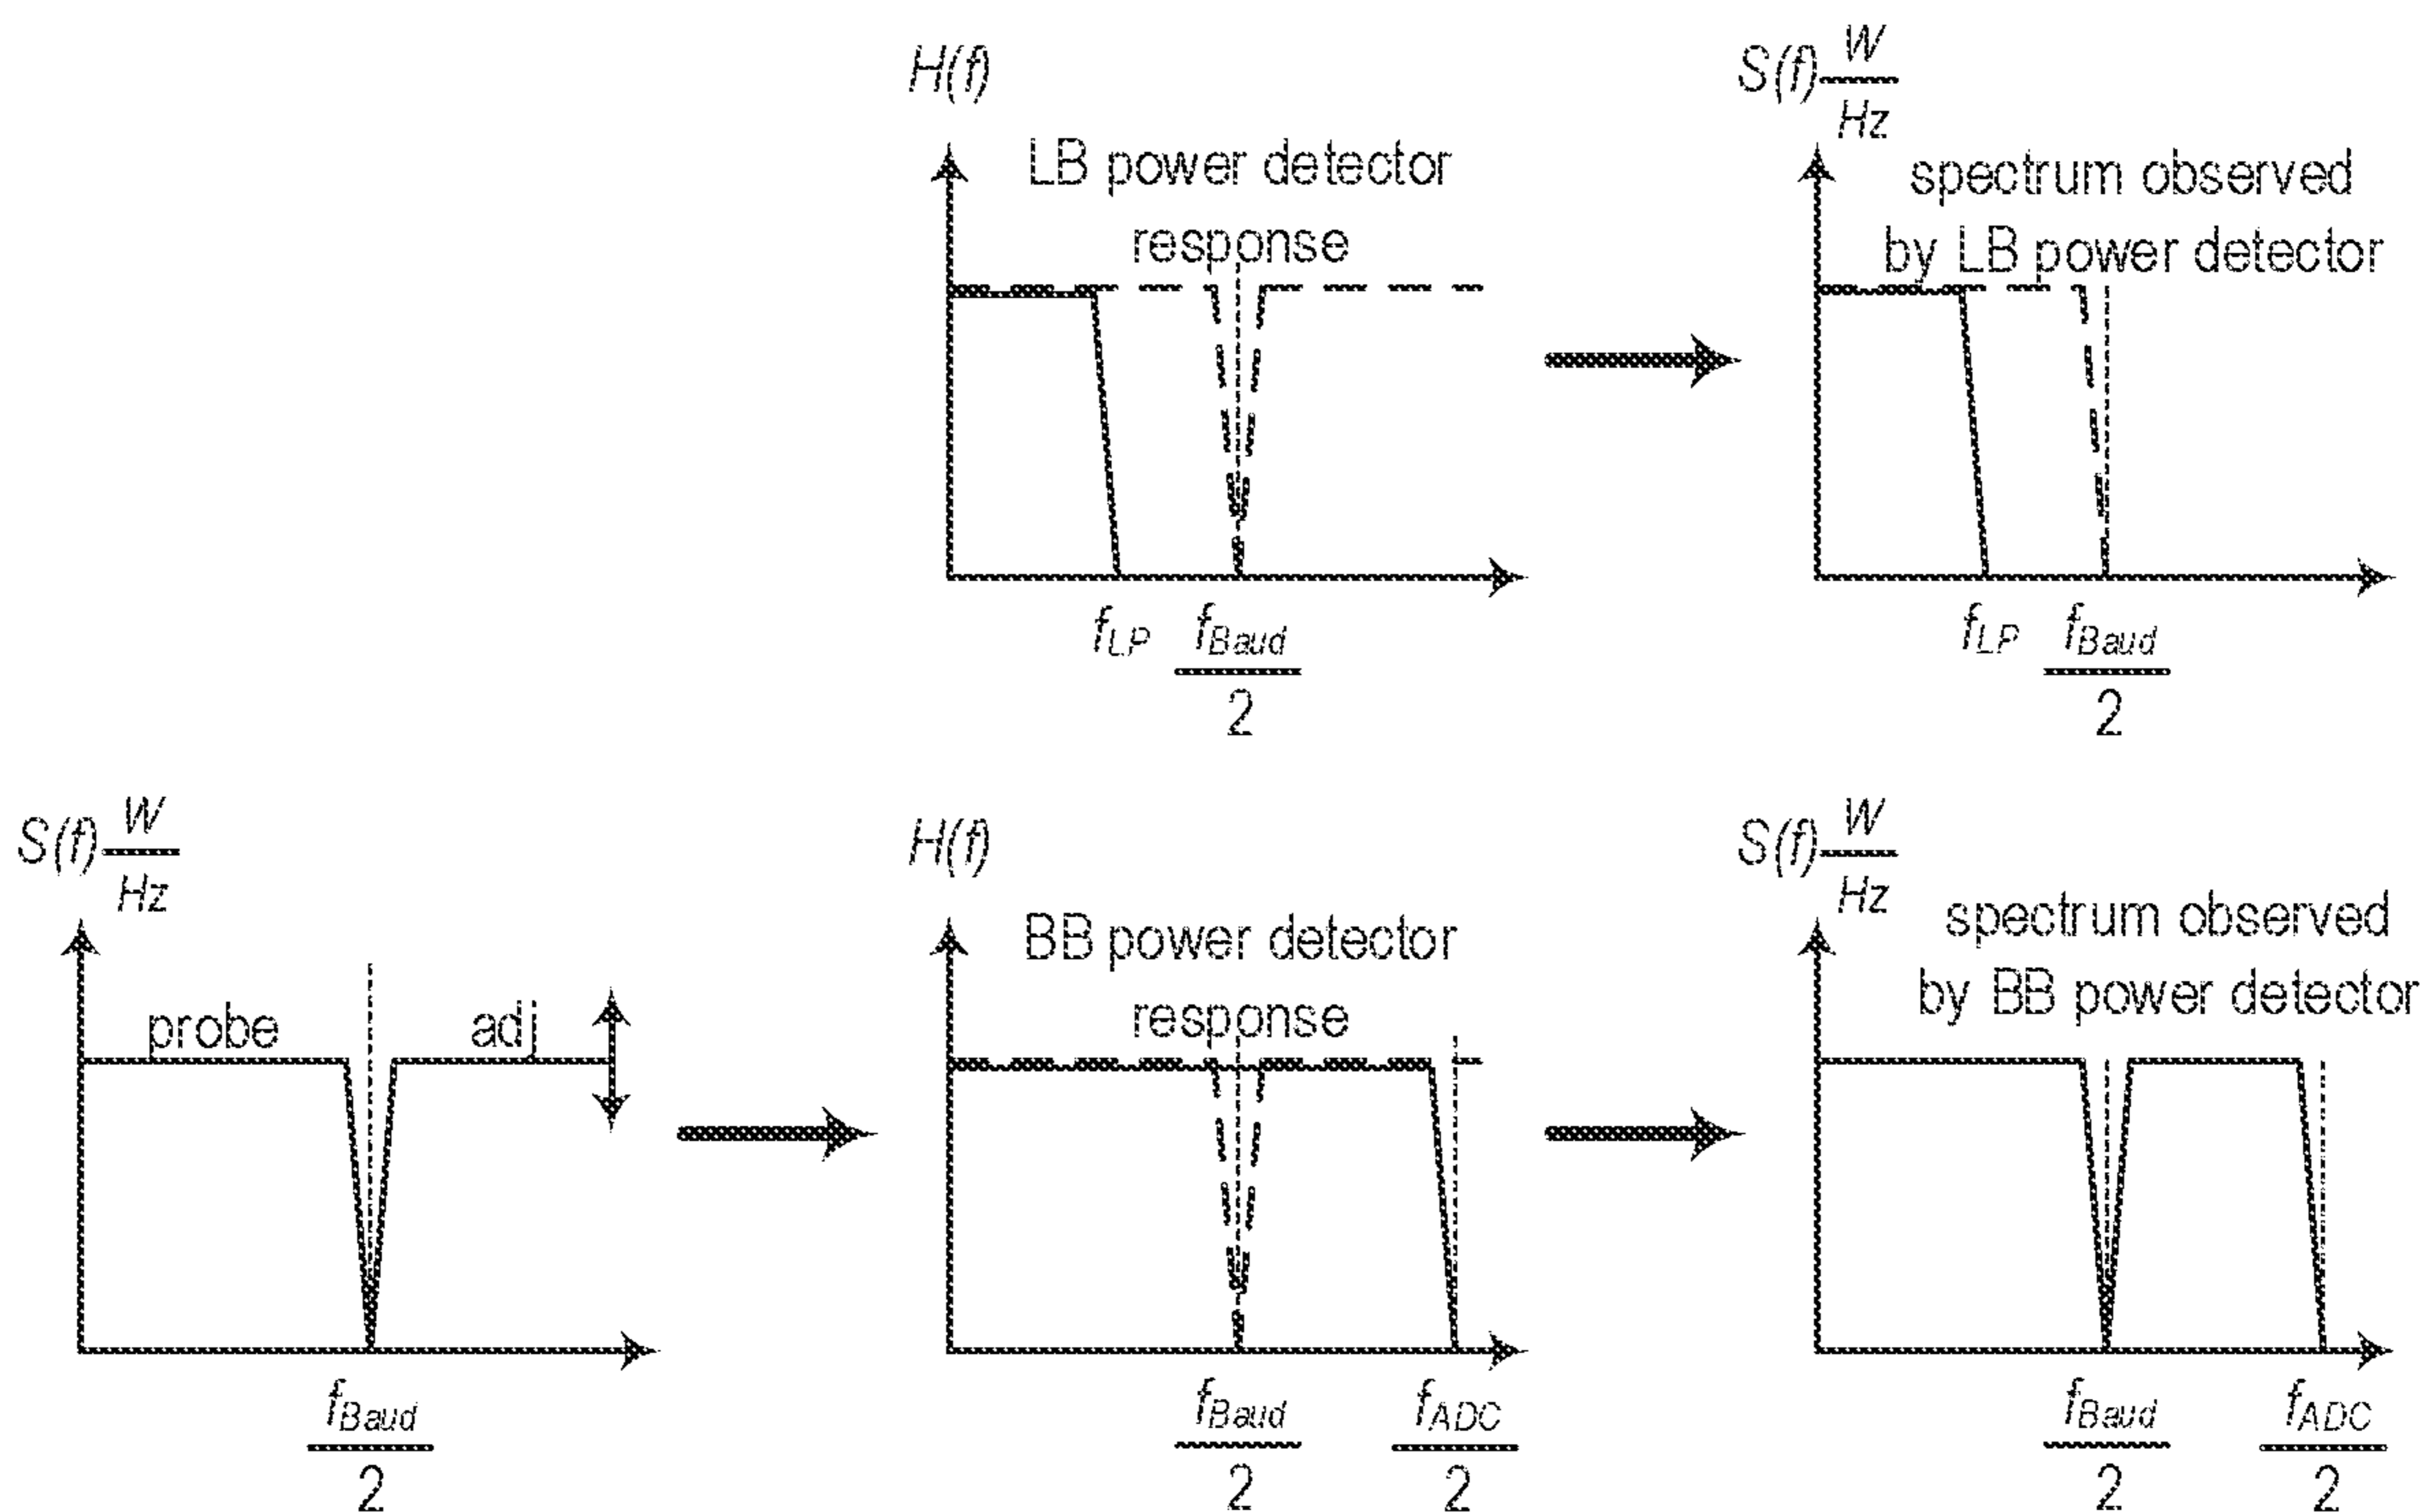 H(f)
LB power detector
response
f_LP f_Baud
2
S(f) W
Hz
spectrum observed
by LB power detector
f_LP f_Baud
2
S(f) W
Hz
probe adj
f_Baud
2
H(f)
BB power detector
response
f_Baud f_ADC
2 2
S(f) W
Hz
spectrum observed
by BB power detector
f_Baud f_ADC
2 2